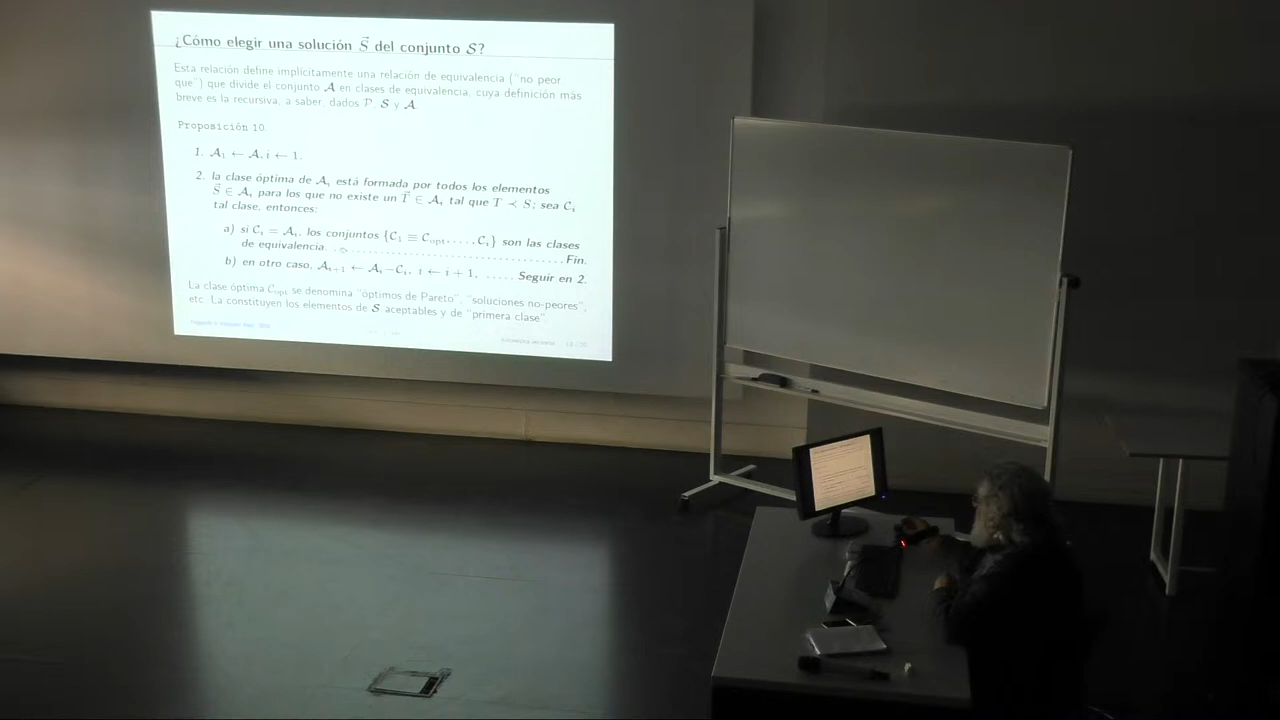 ¿Cómo elegir una solución S⃗ del conjunto 𝒮?
Esta relación define implícitamente una relación de equivalencia ("no peor
que") que divide el conjunto 𝒜 en clases de equivalencia, cuya definición más
breve es la recursiva, a saber, dados 𝒫, 𝒮 y 𝒜.
Proposición 10.
1. 𝒜₁ ← 𝒜, i ← 1.
2. la clase óptima de 𝒜ᵢ está formada por todos los elementos
S⃗ ∈ 𝒜ᵢ para los que no existe un T⃗ ∈ 𝒜ᵢ tal que T ≺ S; sea 𝒞ᵢ
tal clase, entonces:
a) si 𝒞ᵢ = 𝒜ᵢ, los conjuntos {𝒞₁ ≡ 𝒞opt, . . . , 𝒞ᵢ} son las clases
de equivalencia. . . . . . . . . . . . . . . . . . . . . . . . . . . . . . . . . Fin.
b) en otro caso, 𝒜ᵢ₊₁ ← 𝒜ᵢ−𝒞ᵢ, i ← i + 1, . . . . . . Seguir en 2.
La clase óptima 𝒞opt se denomina "óptimos de Pareto", "soluciones no-peores",
etc. La constituyen los elementos de 𝒮 aceptables y de "primera clase".